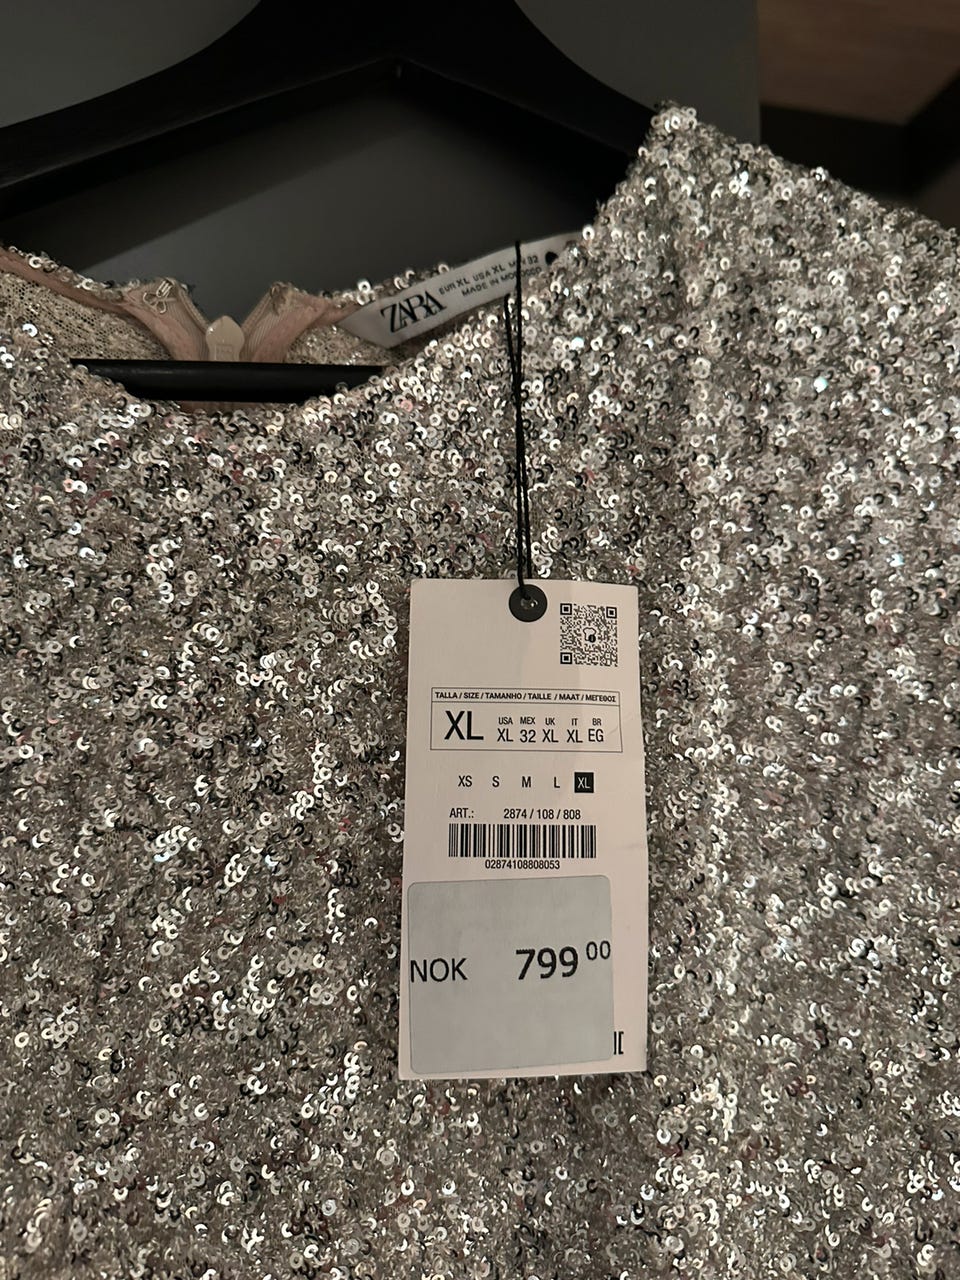 ZARA
EUR XL USA XL MEX 32
MADE IN MOROCCO
TALLA / SIZE / TAMANHO / TAILLE / MAAT / ΜΕΓΕΘΟΣ
XL
USA MEX UK IT BR
XL 32 XL XL EG
XS S M L XL
ART.: 2874 / 108 / 808
02874108808053
NOK 799 00